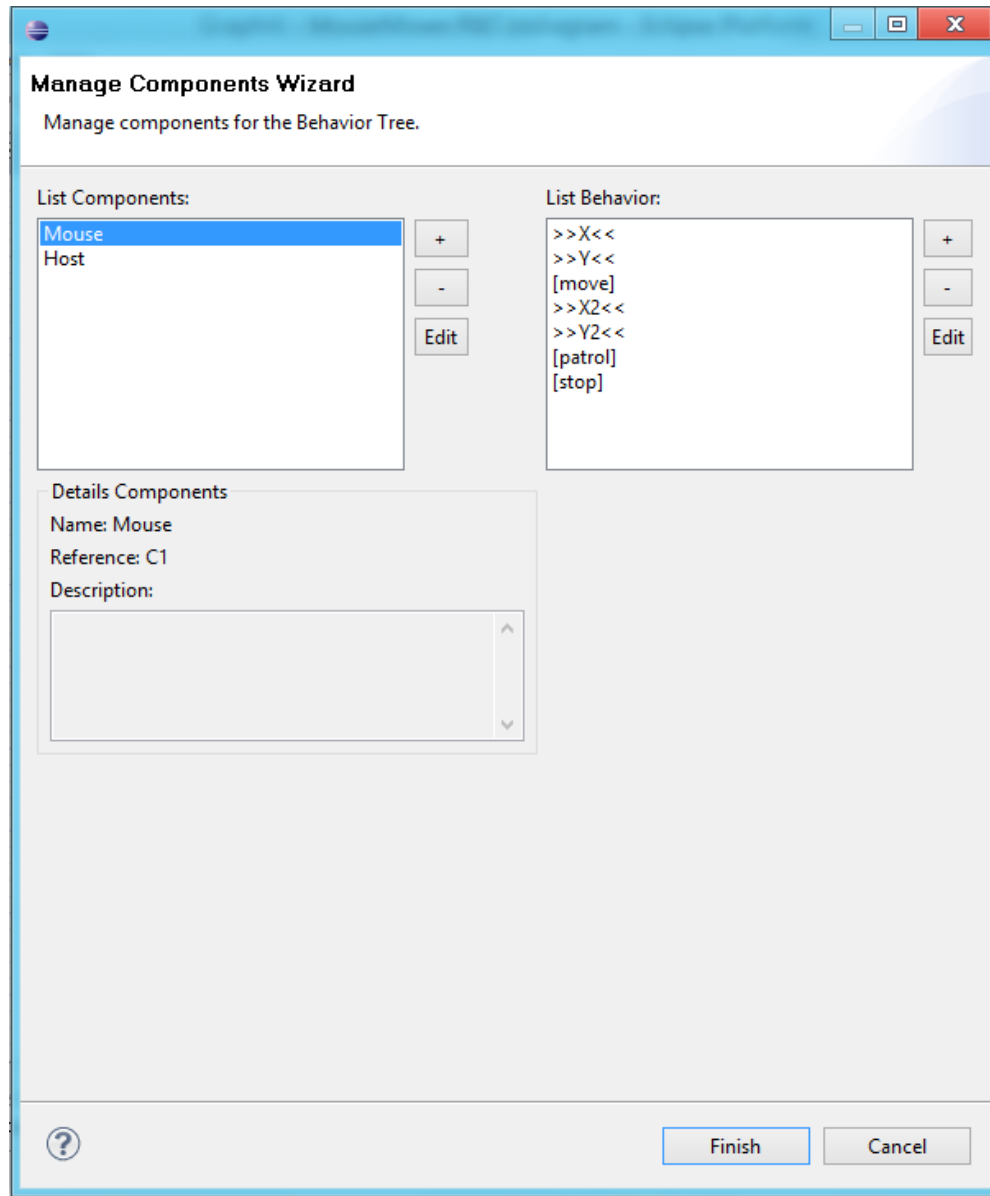 Manage Components Wizard
Manage components for the Behavior Tree.
List Components:
Mouse
Host
+
-
Edit
List Behavior:
>>X<<
>>Y<<
[move]
>>X2<<
>>Y2<<
[patrol]
[stop]
+
-
Edit
Details Components
Name: Mouse
Reference: C1
Description:
Finish
Cancel